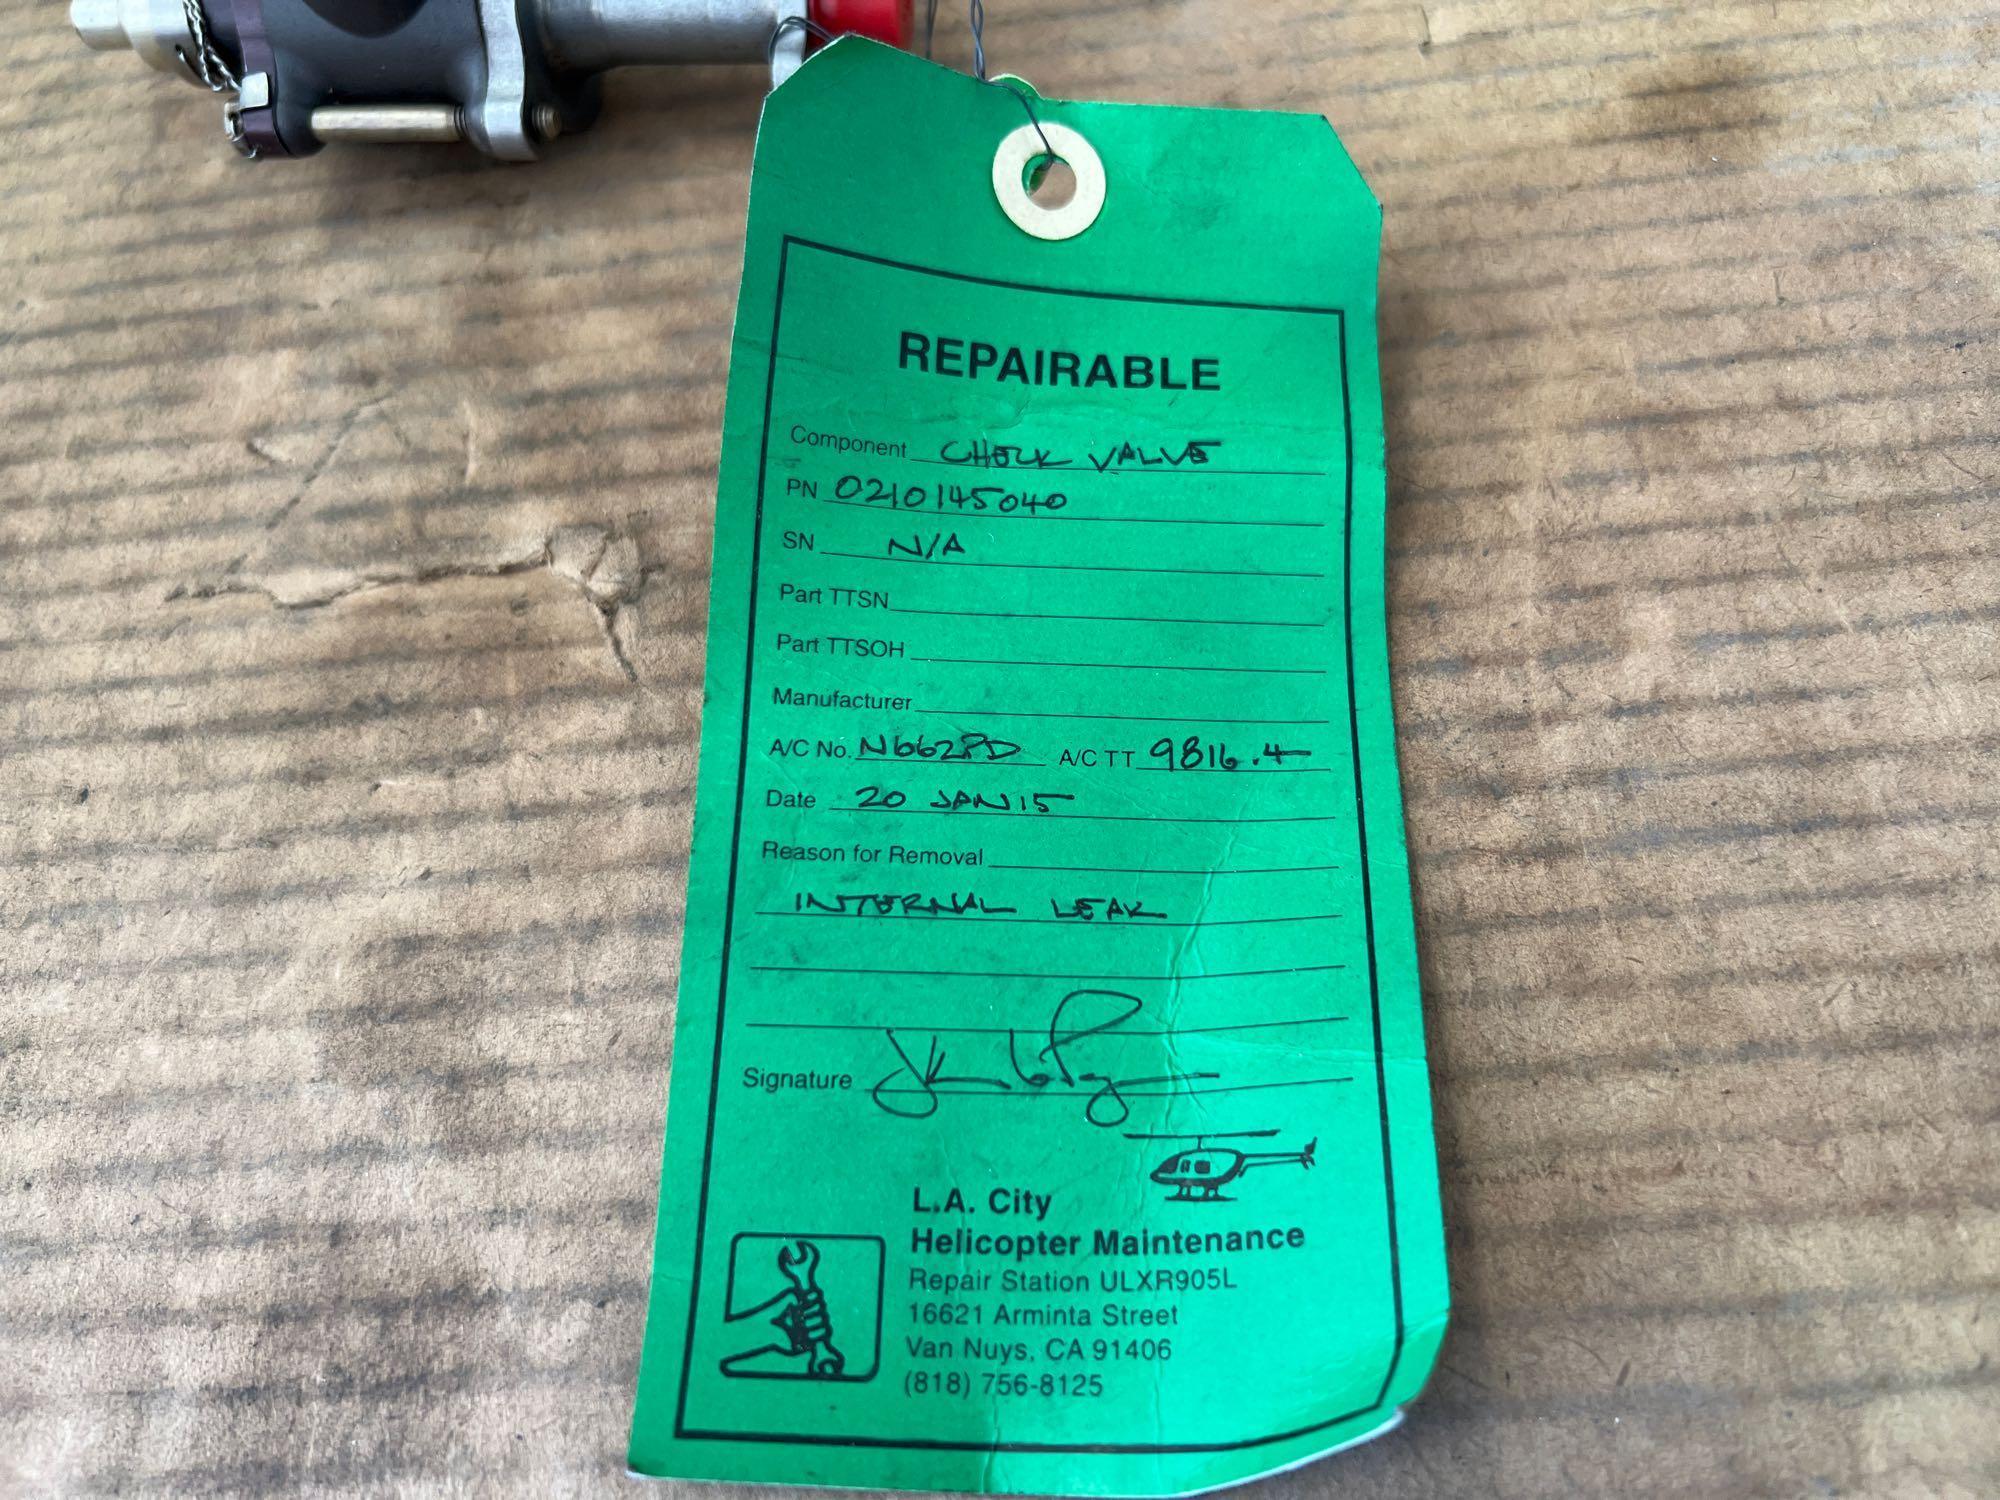 REPAIRABLE
Component CHECK VALVE
PN 0210145040
SN N/A
Part TTSN
Part TTSOH
Manufacturer
A/C No. N662PD A/C TT 9816.4
Date 20 JAN 15
Reason for Removal
INTERNAL LEAK
Signature
L.A. City
Helicopter Maintenance
Repair Station ULXR905L
16621 Arminta Street
Van Nuys, CA 91406
(818) 756-8125